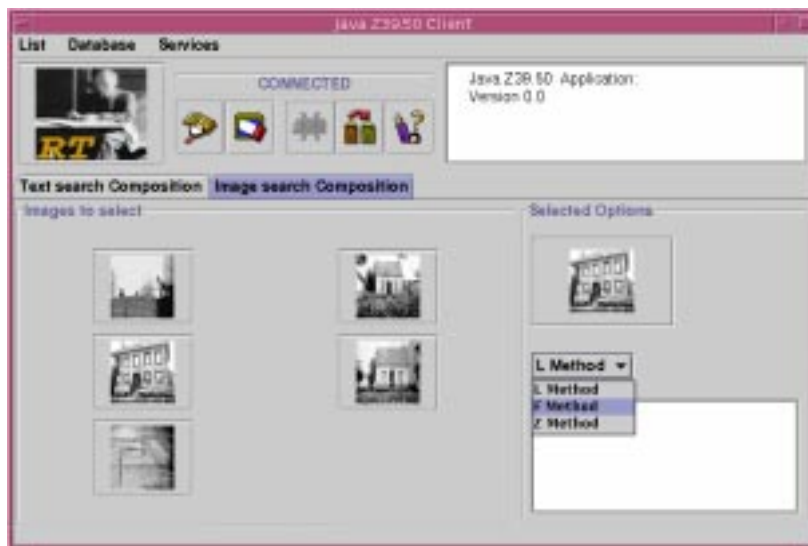 Java Z39.50 Client
List Database Services
RT
CONNECTED
Java Z39.50 Application:
Version 0.0
Text search Composition Image search Composition
Images to select
Selected Options
L Method
L Method
F Method
Z Method